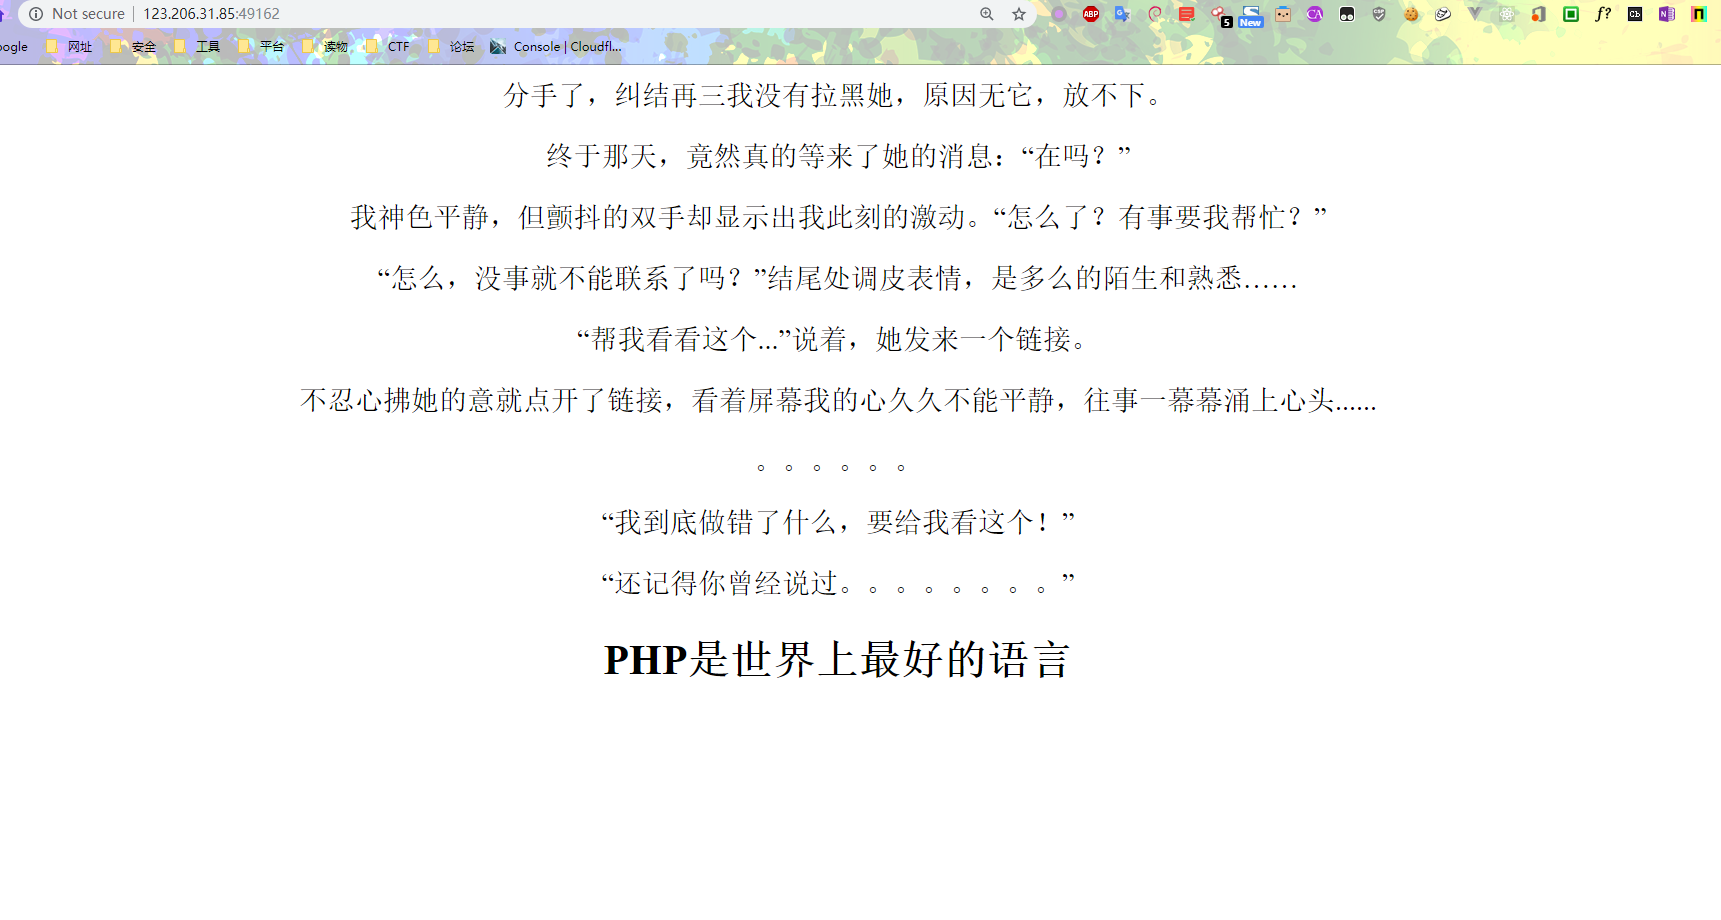 Not secure | 123.206.31.85:49162
ABP
5
New
CA
CSP
f?
Cb
N
oogle 网址 安全 工具 平台 读物 CTF 论坛 Console | Cloudfl...
分手了，纠结再三我没有拉黑她，原因无它，放不下。
终于那天，竟然真的等来了她的消息：“在吗？”
我神色平静，但颤抖的双手却显示出我此刻的激动。“怎么了？有事要我帮忙？”
“怎么，没事就不能联系了吗？”结尾处调皮表情，是多么的陌生和熟悉……
“帮我看看这个...”说着，她发来一个链接。
不忍心拂她的意就点开了链接，看着屏幕我的心久久不能平静，往事一幕幕涌上心头......
。。。。。。
“我到底做错了什么，要给我看这个！”
“还记得你曾经说过。。。。。。。。”
PHP是世界上最好的语言